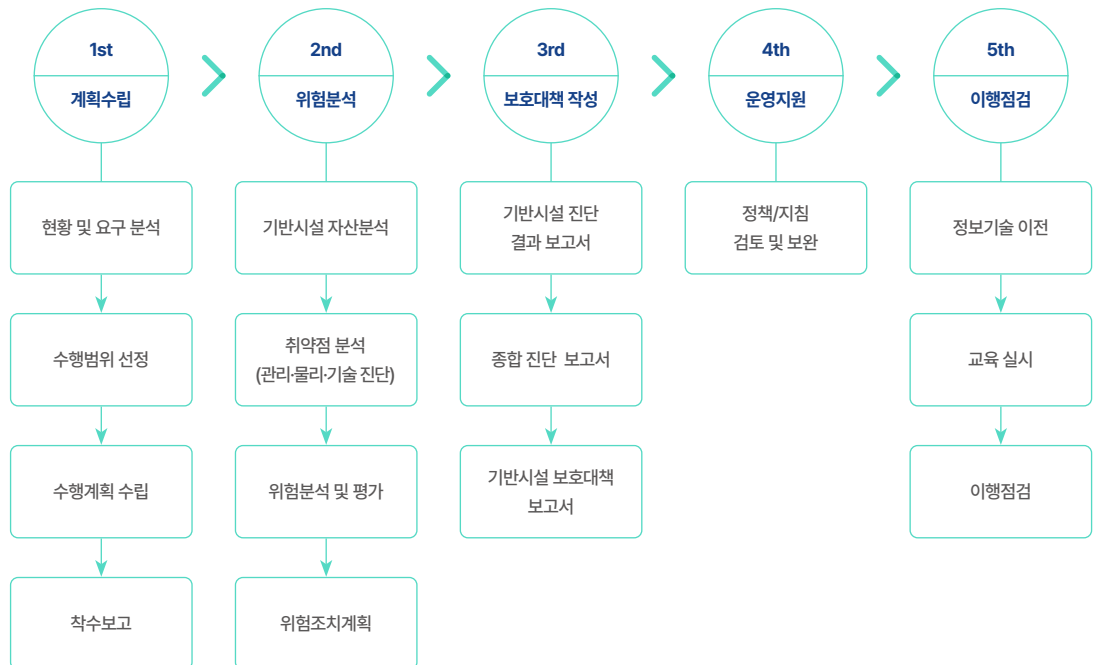 1st
계획수립
2nd
위험분석
3rd
보호대책 작성
4th
운영지원
5th
이행점검
현황 및 요구 분석
수행범위 선정
수행계획 수립
착수보고
기반시설 자산분석
취약점 분석
(관리·물리·기술 진단)
위험분석 및 평가
위험조치계획
기반시설 진단
결과 보고서
종합 진단 보고서
기반시설 보호대책
보고서
정책/지침
검토 및 보완
정보기술 이전
교육 실시
이행점검